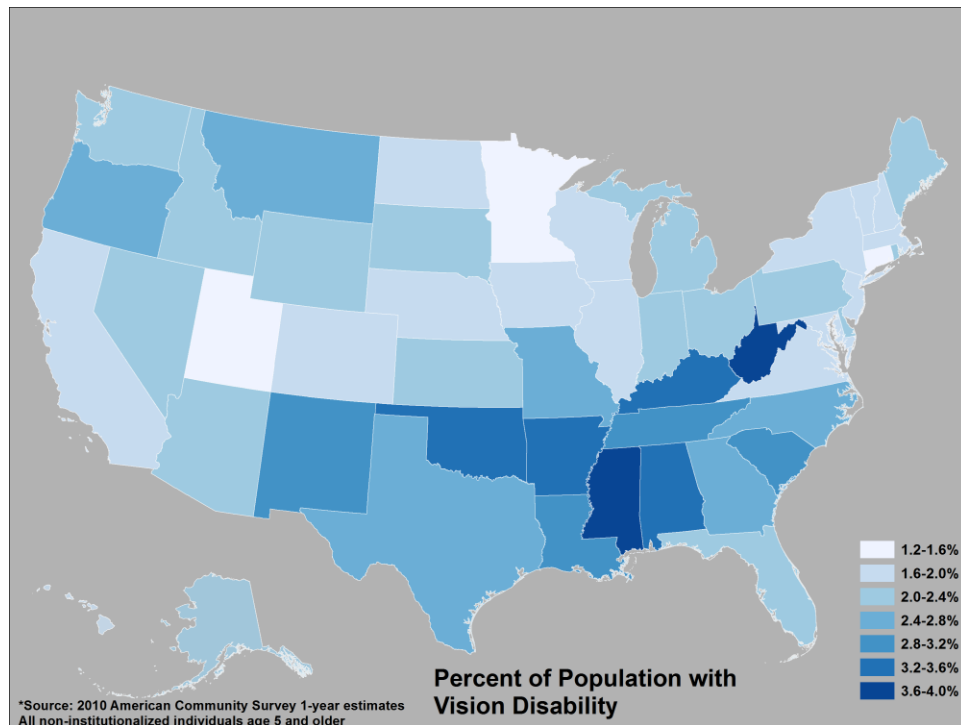 1.2-1.6%
1.6-2.0%
2.0-2.4%
2.4-2.8%
2.8-3.2%
3.2-3.6%
3.6-4.0%
Percent of Population with
Vision Disability
*Source: 2010 American Community Survey 1-year estimates
All non-institutionalized individuals age 5 and older